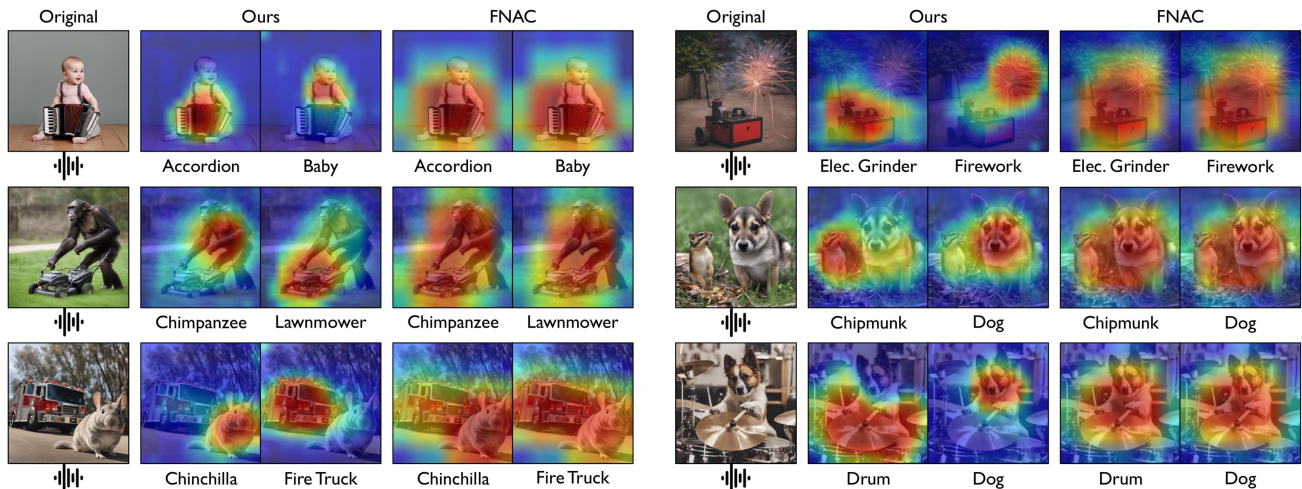 Original Ours FNAC Original Ours FNAC
Accordion Baby Accordion Baby Elec. Grinder Firework Elec. Grinder Firework
Chimpanzee Lawnmower Chimpanzee Lawnmower Chipmunk Dog Chipmunk Dog
Chinchilla Fire Truck Chinchilla Fire Truck Drum Dog Drum Dog